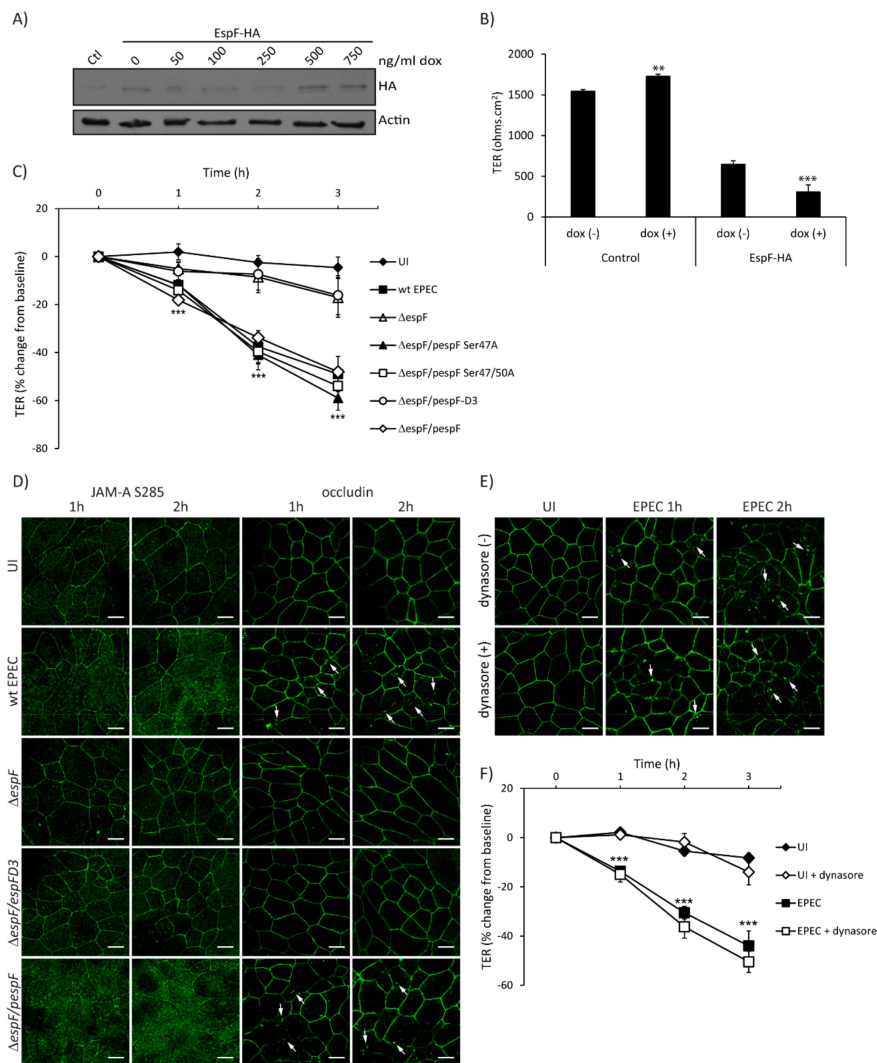 A)
EspF-HA
Ctl 0 50 100 250 500 750 ng/ml dox
HA
Actin
B)
TER (ohms.cm²)
2000
1500
1000
500
0
**
***
dox (-) dox (+) dox (-) dox (+)
Control EspF-HA
C)
Time (h)
0 1 2 3
TER (% change from baseline)
20
0
-20
-40
-60
-80
***
***
***
UI
wt EPEC
ΔespF
ΔespF/pespF Ser47A
ΔespF/pespF Ser47/50A
ΔespF/pespF-D3
ΔespF/pespF
D)
JAM-A S285 occludin
1h 2h 1h 2h
UI
wt EPEC
ΔespF
ΔespF/espFD3
ΔespF/pespF
E)
UI EPEC 1h EPEC 2h
dynasore (-)
dynasore (+)
F)
Time (h)
0 1 2 3
TER (% change from baseline)
20
0
-20
-40
-60
***
***
***
UI
UI + dynasore
EPEC
EPEC + dynasore